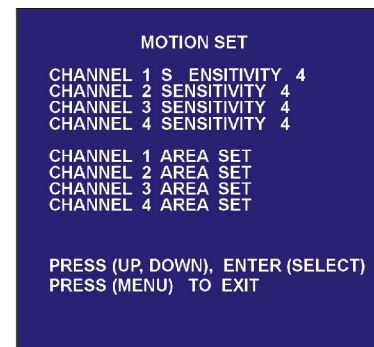 MOTION SET
CHANNEL 1 S ENSITIVITY 4
CHANNEL 2 SENSITIVITY 4
CHANNEL 3 SENSITIVITY 4
CHANNEL 4 SENSITIVITY 4
CHANNEL 1 AREA SET
CHANNEL 2 AREA SET
CHANNEL 3 AREA SET
CHANNEL 4 AREA SET
PRESS (UP, DOWN), ENTER (SELECT)
PRESS (MENU) TO EXIT